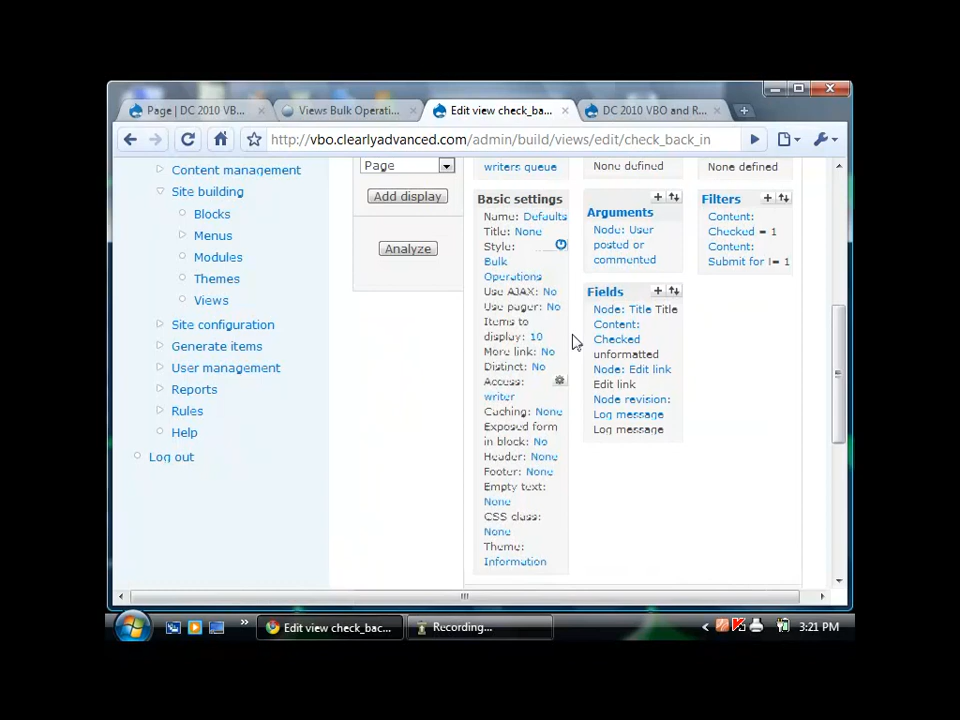 Page | DC 2010 VB...
Views Bulk Operati...
Edit view check_ba...
DC 2010 VBO and R...
http://vbo.clearlyadvanced.com/admin/build/views/edit/check_back_in
Content management
Site building
Blocks
Menus
Modules
Themes
Views
Site configuration
Generate items
User management
Reports
Rules
Help
Log out
Page
Add display
Analyze
writers queue
Basic settings
Name: Defaults
Title: None
Style:
Bulk
Operations
Use AJAX: No
Use pager: No
Items to
display: 10
More link: No
Distinct: No
Access:
writer
Caching: None
Exposed form
in block: No
Header: None
Footer: None
Empty text:
None
CSS class:
None
Theme:
Information
None defined
Arguments
Node: User
posted or
commented
Fields
Node: Title Title
Content:
Checked
unformatted
Node: Edit link
Edit link
Node revision:
Log message
Log message
None defined
Filters
Content:
Checked = 1
Content:
Submit for != 1
Edit view check_bac...
Recording...
3:21 PM